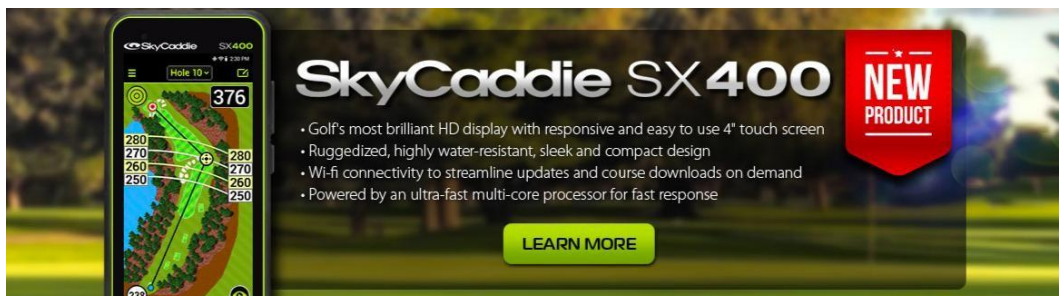 SkyCaddie SX400
2:30 PM
Hole 10
376
280
270
260
250
280
270
260
250
SkyCaddie SX400
• Golf's most brilliant HD display with responsive and easy to use 4" touch screen
• Ruggedized, highly water-resistant, sleek and compact design
• Wi-fi connectivity to streamline updates and course downloads on demand
• Powered by an ultra-fast multi-core processor for fast response
LEARN MORE
NEW
PRODUCT